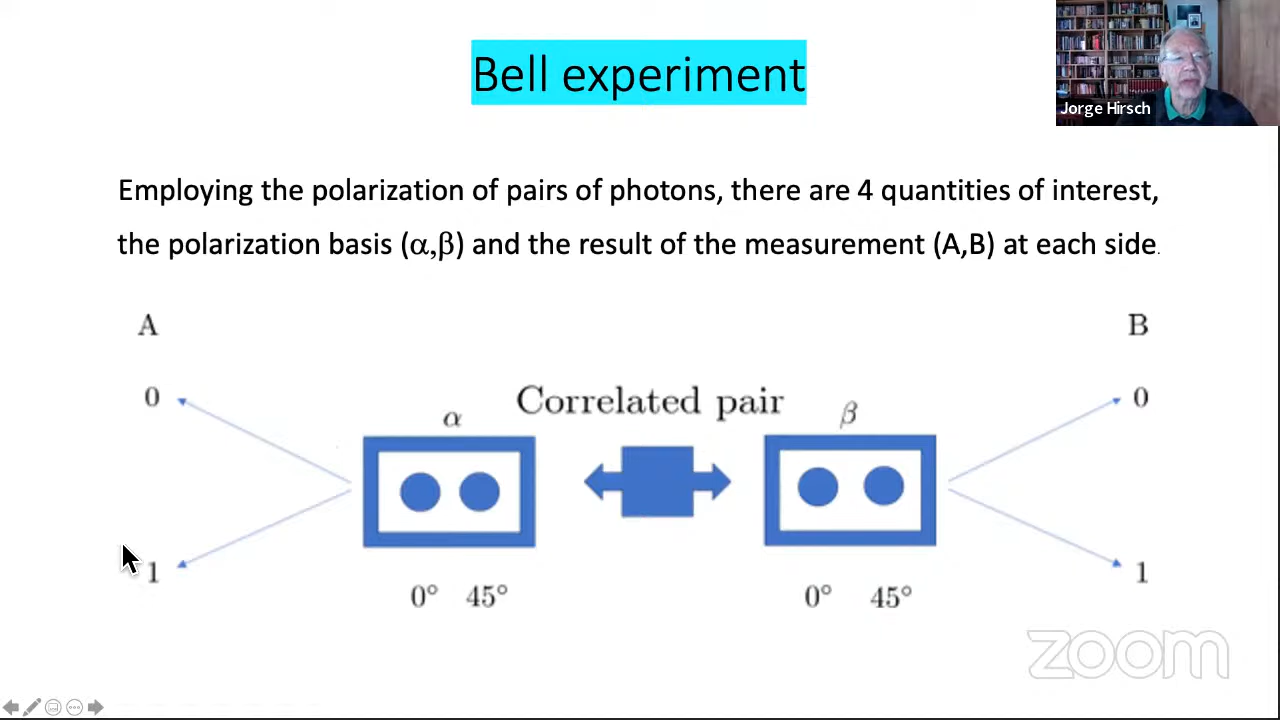 Bell experiment
Jorge Hirsch
Employing the polarization of pairs of photons, there are 4 quantities of interest,
the polarization basis (α,β) and the result of the measurement (A,B) at each side.
A
B
0
Correlated pair
0
α
β
1
1
0° 45°
0° 45°
zoom